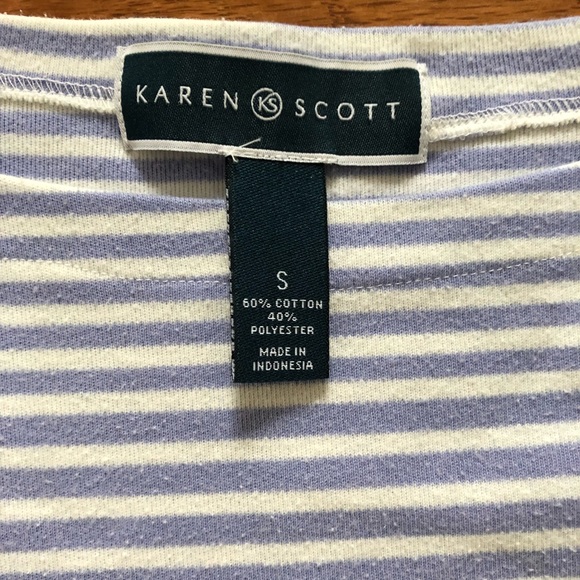 KAREN KS SCOTT
S
60% COTTON
40%
POLYESTER
MADE IN
INDONESIA